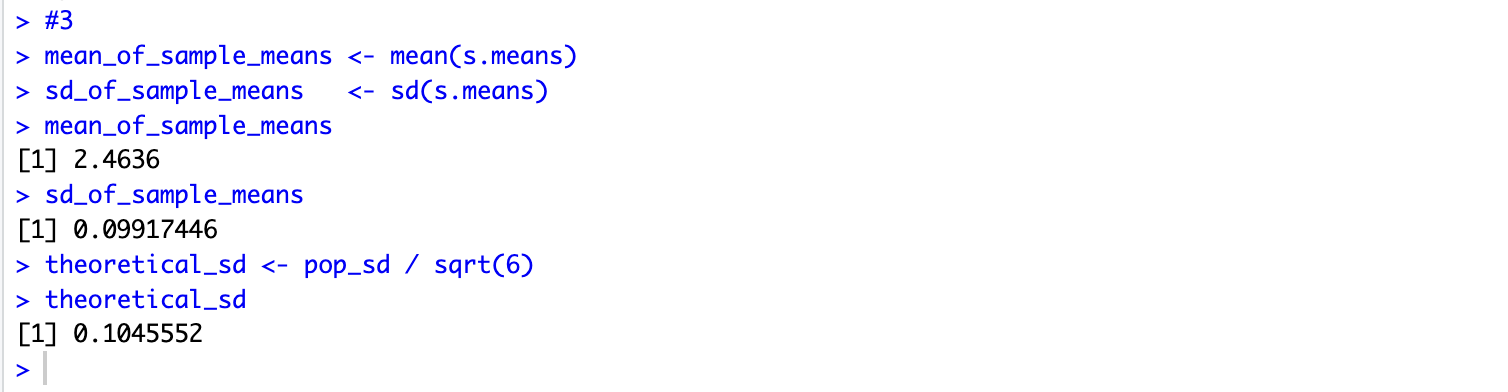 > #3
> mean_of_sample_means <- mean(s.means)
> sd_of_sample_means   <- sd(s.means)
> mean_of_sample_means
[1] 2.4636
> sd_of_sample_means
[1] 0.09917446
> theoretical_sd <- pop_sd / sqrt(6)
> theoretical_sd
[1] 0.1045552
>